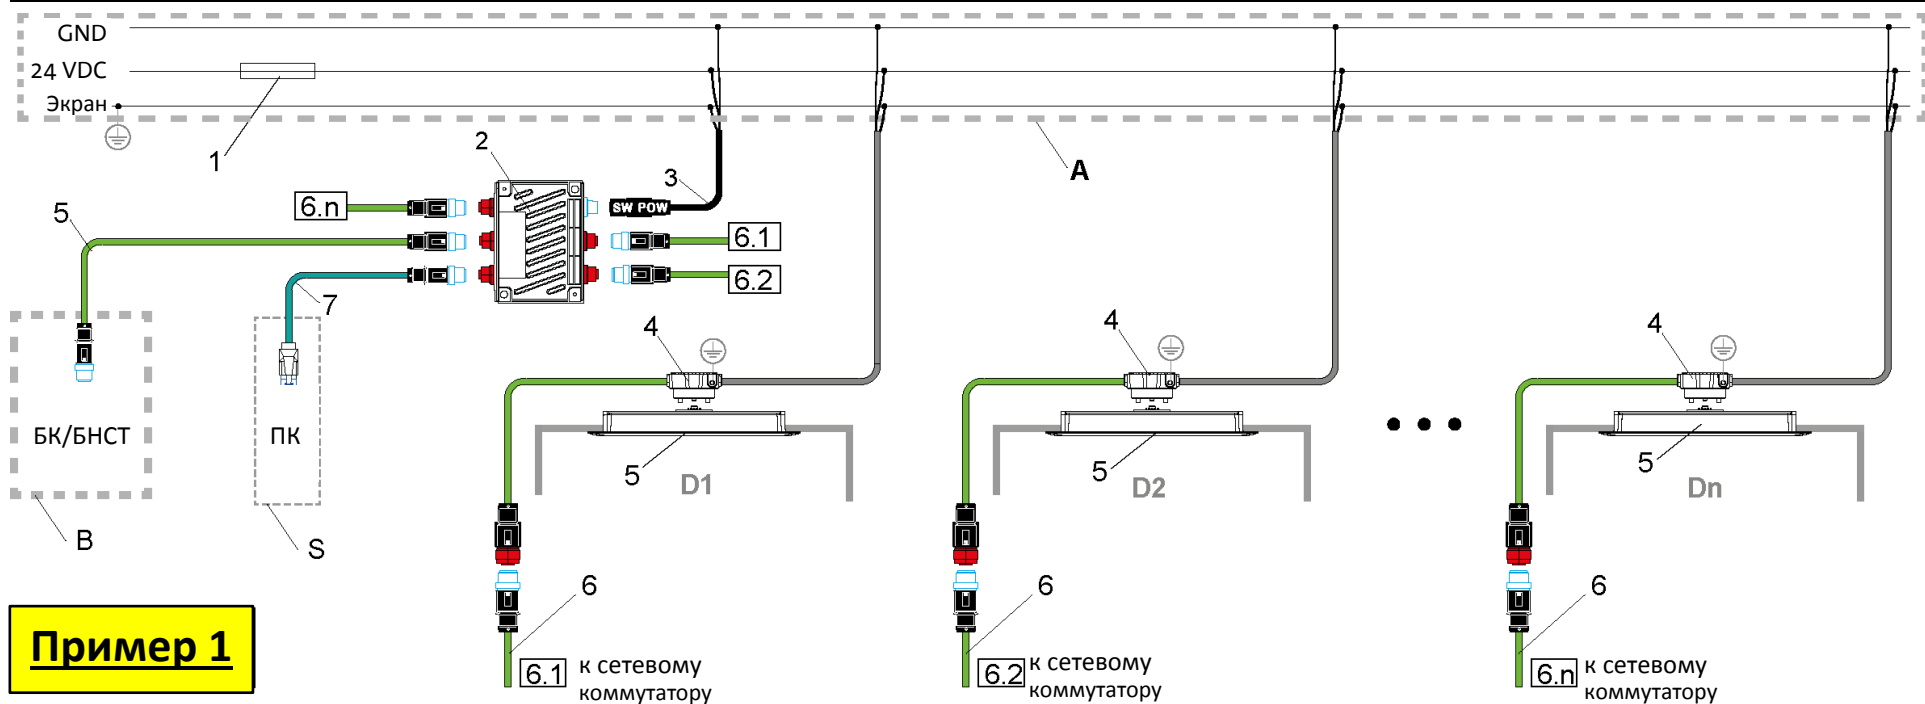 GND
24 VDC
Экран
1
2
3
A
6.n
SW POW
5
6.1
6.2
7
4
4
4
БК/БНСТ
ПК
5
D1
5
D2
5
Dn
B
S
6
6
6
Пример 1
6.1 к сетевому
коммутатору
6.2 к сетевому
коммутатору
6.n к сетевому
коммутатору